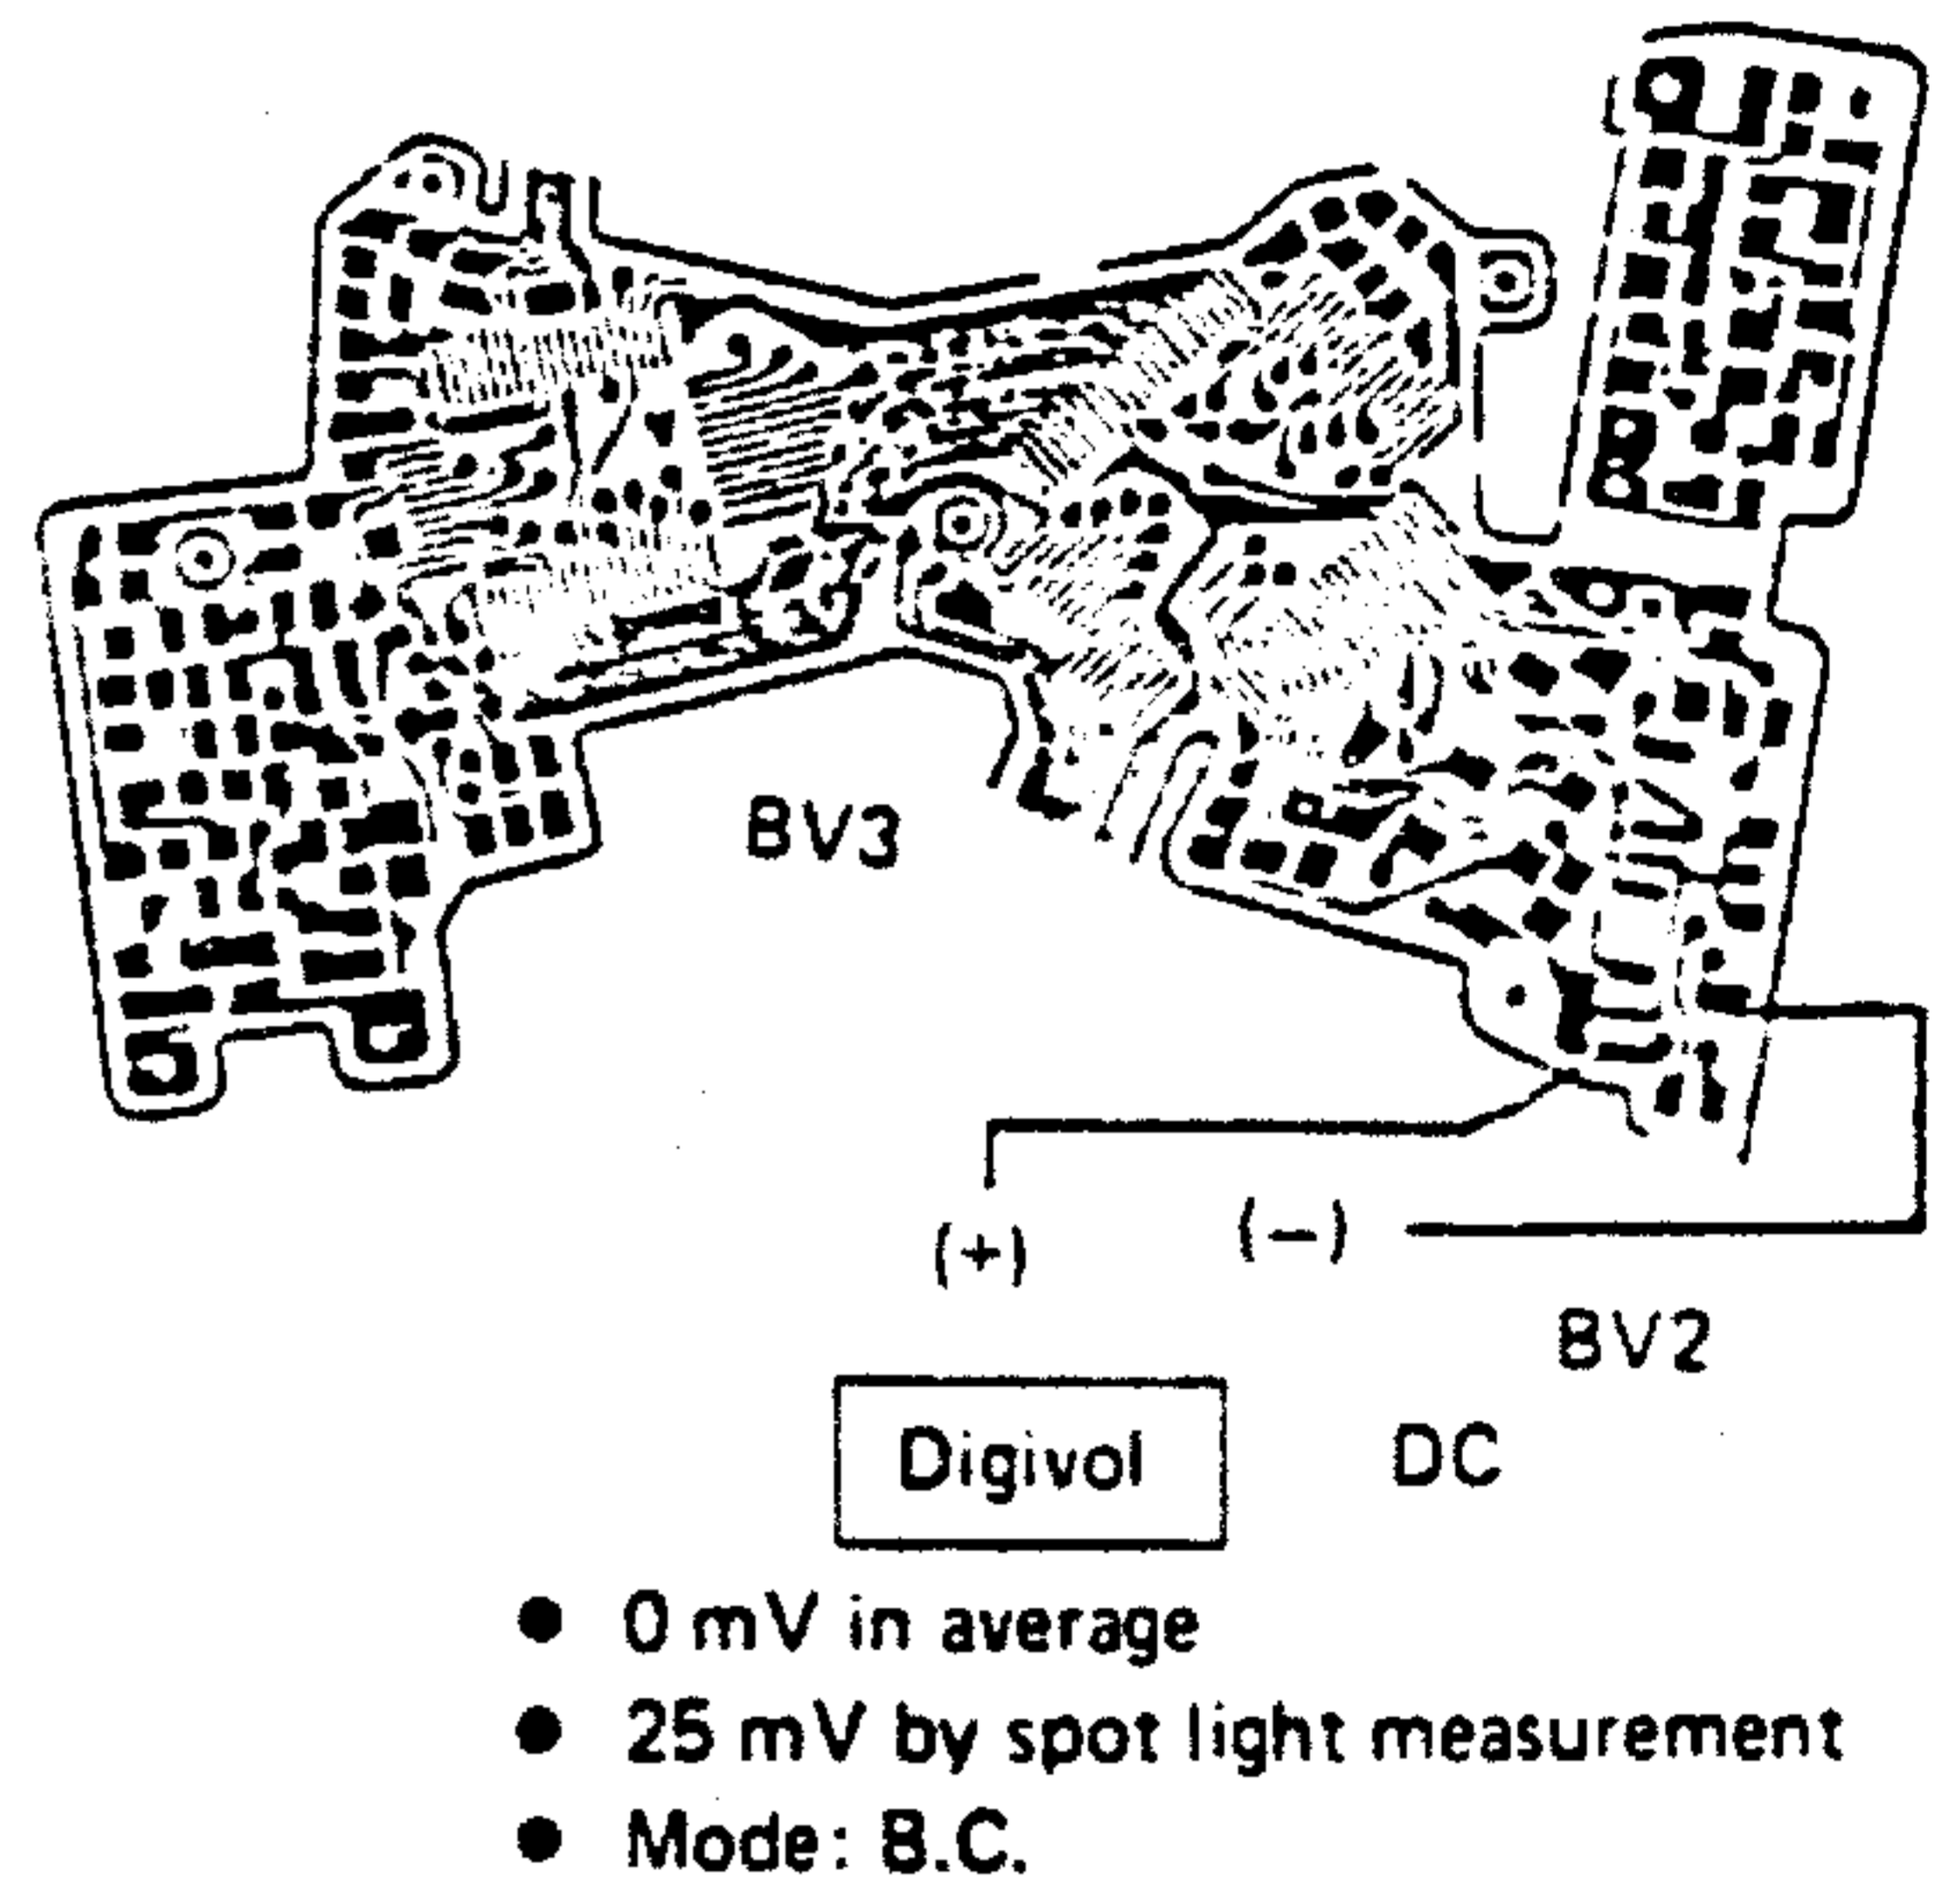 BV3
(+)
(−)
BV2
Digivol
DC
● 0 mV in average
● 25 mV by spot light measurement
● Mode: B.C.